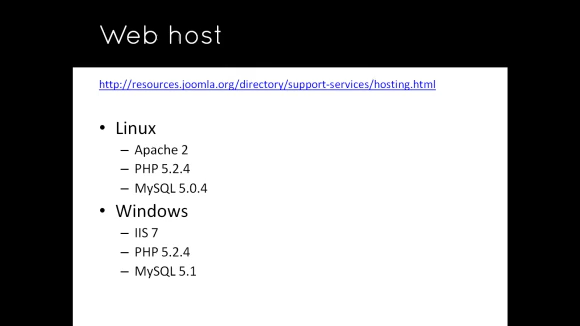 Web host
http://resources.joomla.org/directory/support-services/hosting.html
• Linux
– Apache 2
– PHP 5.2.4
– MySQL 5.0.4
• Windows
– IIS 7
– PHP 5.2.4
– MySQL 5.1